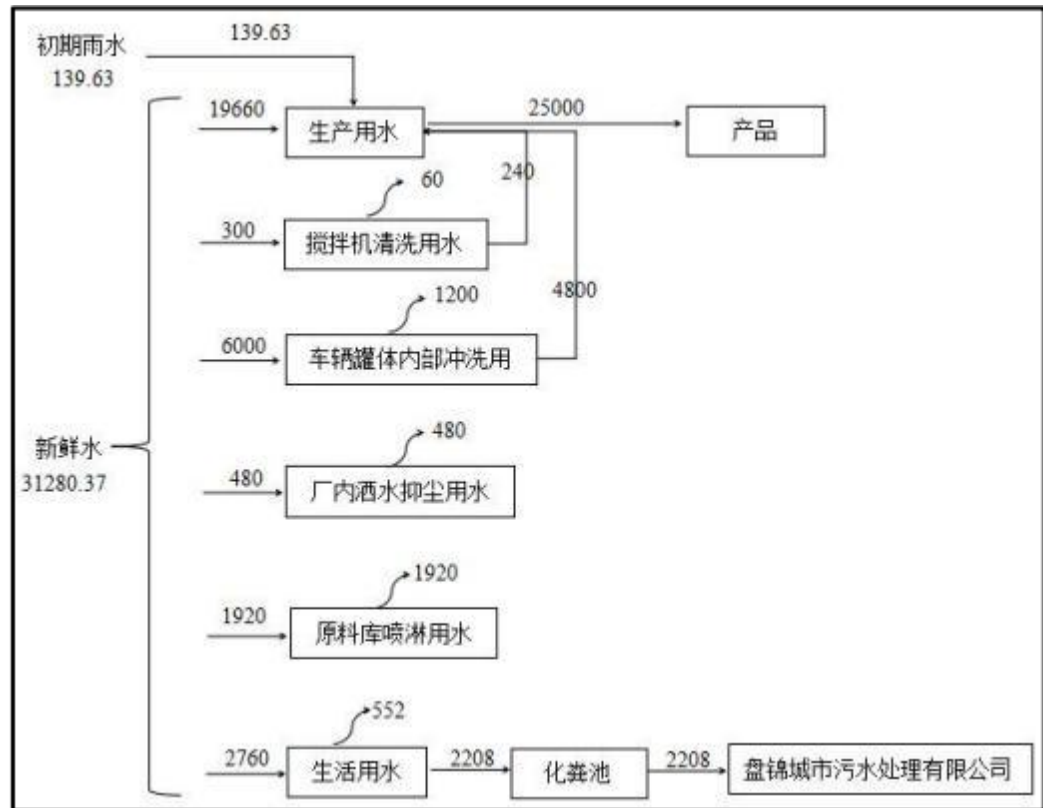 初期雨水
139.63
139.63
19660
生产用水
25000
产品
240
60
300
搅拌机清洗用水
1200
4800
6000
车辆罐体内部冲洗用
新鲜水
31280.37
480
480
厂内洒水抑尘用水
1920
1920
原料库喷淋用水
552
2760
生活用水
2208
化粪池
2208
盘锦城市污水处理有限公司